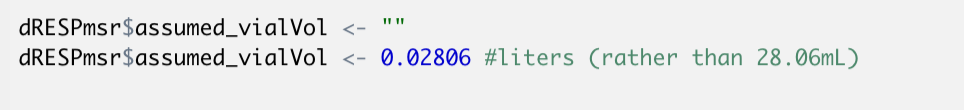 dRESPmsr$assumed_vialVol <- ""
dRESPmsr$assumed_vialVol <- 0.02806 #liters (rather than 28.06mL)